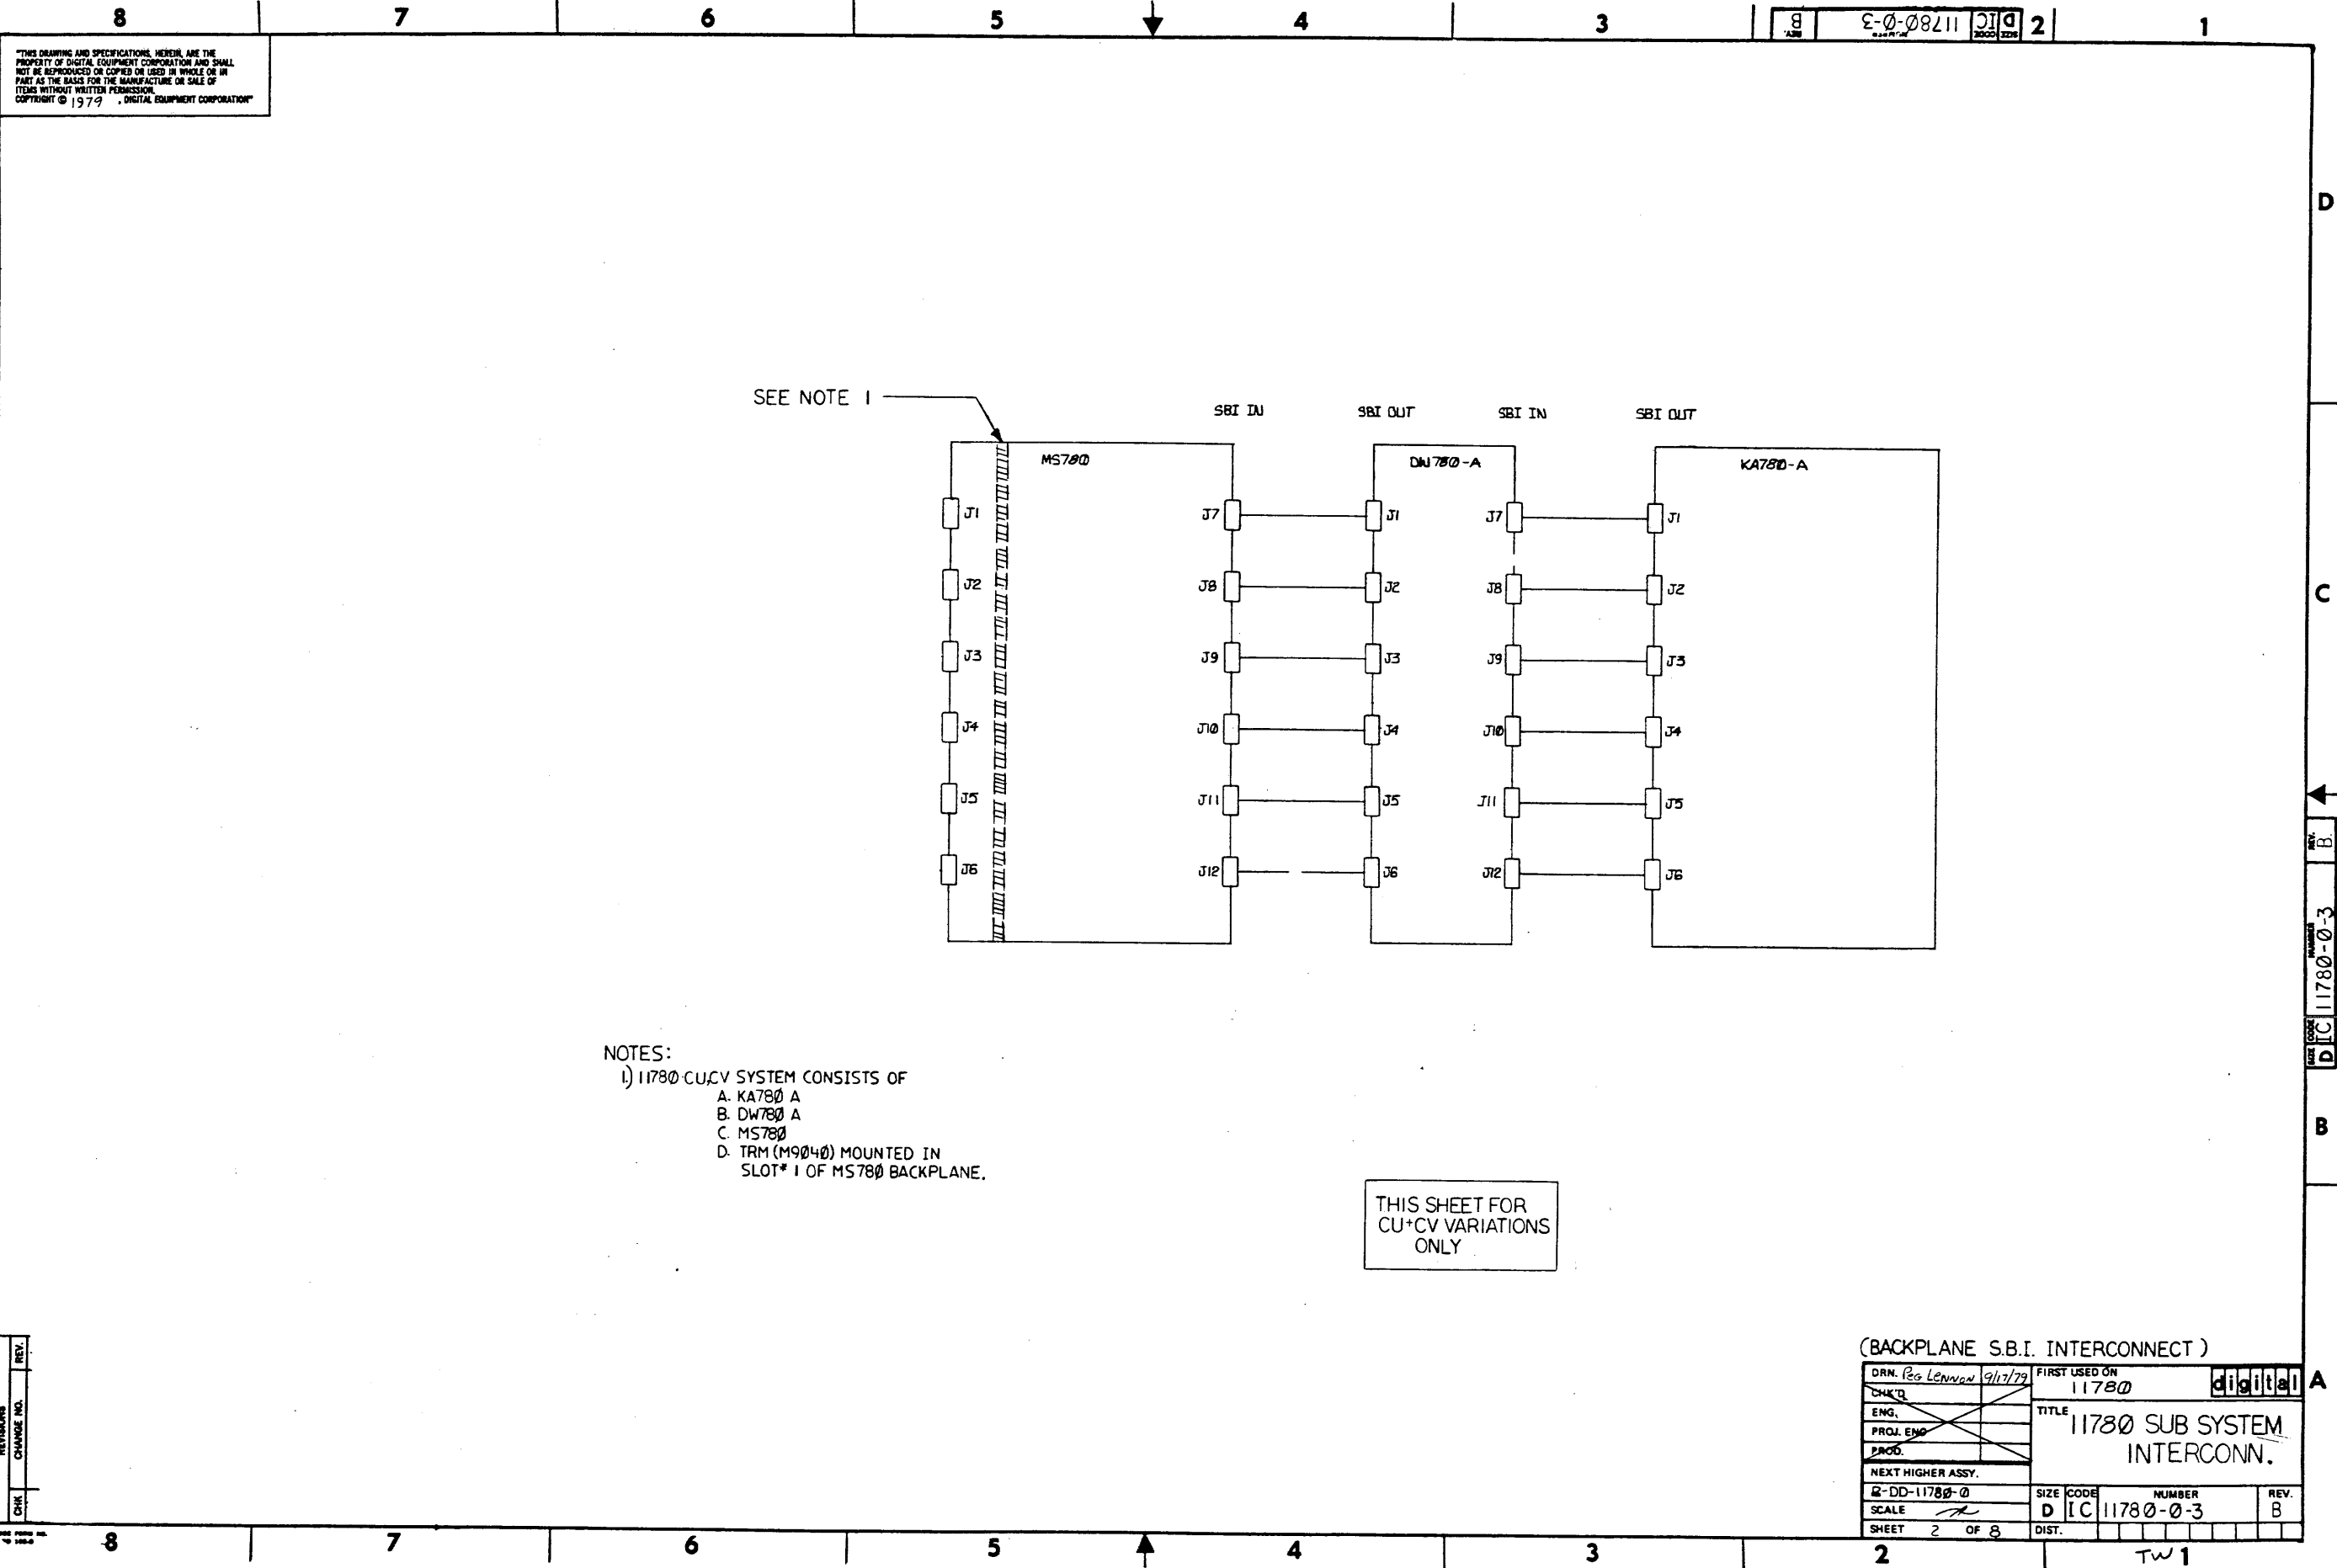 8 7 6 5 4 3 2 1
SIZE CODE NUMBER REV.
D IC 11780-0-3 B
"THIS DRAWING AND SPECIFICATIONS, HEREIN, ARE THE
PROPERTY OF DIGITAL EQUIPMENT CORPORATION AND SHALL
NOT BE REPRODUCED OR COPIED OR USED IN WHOLE OR IN
PART AS THE BASIS FOR THE MANUFACTURE OR SALE OF
ITEMS WITHOUT WRITTEN PERMISSION.
COPYRIGHT © 1979 , DIGITAL EQUIPMENT CORPORATION"
D
SEE NOTE 1
SBI IN SBI OUT SBI IN SBI OUT
MS780 DW780-A KA780-A
J1 J7 J1 J7 J1
J2 J8 J2 J8 J2
J3 J9 J3 J9 J3
J4 J10 J4 J10 J4
J5 J11 J5 J11 J5
J6 J12 J6 J12 J6
C
SIZE CODE NUMBER REV.
D IC 11780-0-3 B.
NOTES:
1.) 11780 CU,CV SYSTEM CONSISTS OF
A. KA780 A
B. DW780 A
C. MS780
D. TRM (M9040) MOUNTED IN
SLOT# 1 OF MS780 BACKPLANE.
B
THIS SHEET FOR
CU+CV VARIATIONS
ONLY
(BACKPLANE S.B.I. INTERCONNECT)
DRN. Peg Lennon 9/17/79
CHK'D
ENG.
PROJ. ENG
PROD.
NEXT HIGHER ASSY.
B-DD-11780-0
SCALE
SHEET 2 OF 8
FIRST USED ON
11780
digital
TITLE
11780 SUB SYSTEM
INTERCONN.
SIZE CODE NUMBER REV.
D IC 11780-0-3 B
DIST.
A
REVISIONS
CHK CHANGE NO. REV.
8 7 6 5 4 3 2 TW 1